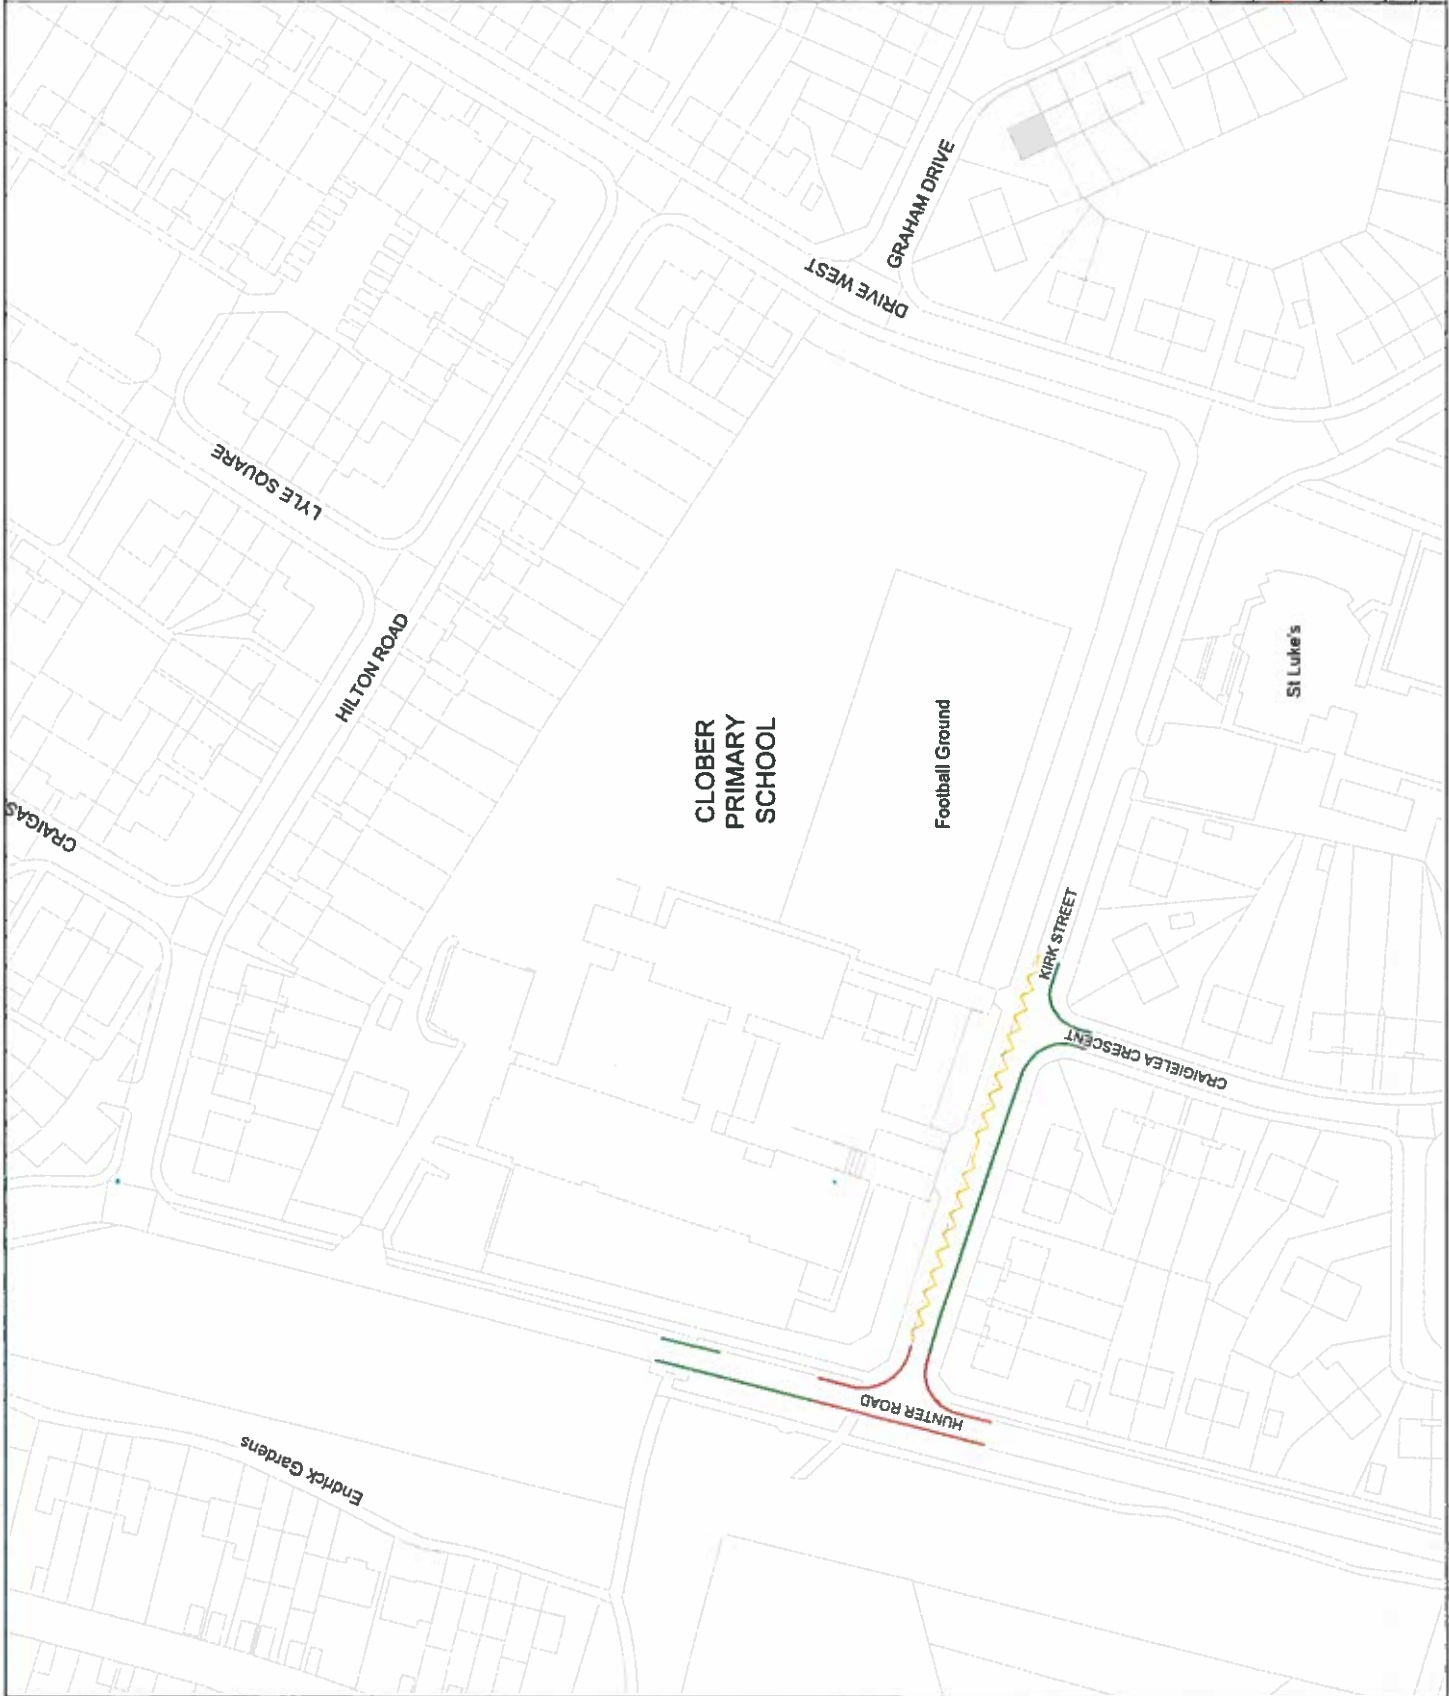 CRAIGAS
LYLE SQUARE
HILTON ROAD
DRIVE WEST
GRAHAM DRIVE
CLOBER
PRIMARY
SCHOOL
Football Ground
St Luke's
KIRK STREET
CRAIGIELEA CRESCENT
HUNTER ROAD
Endrick Gardens